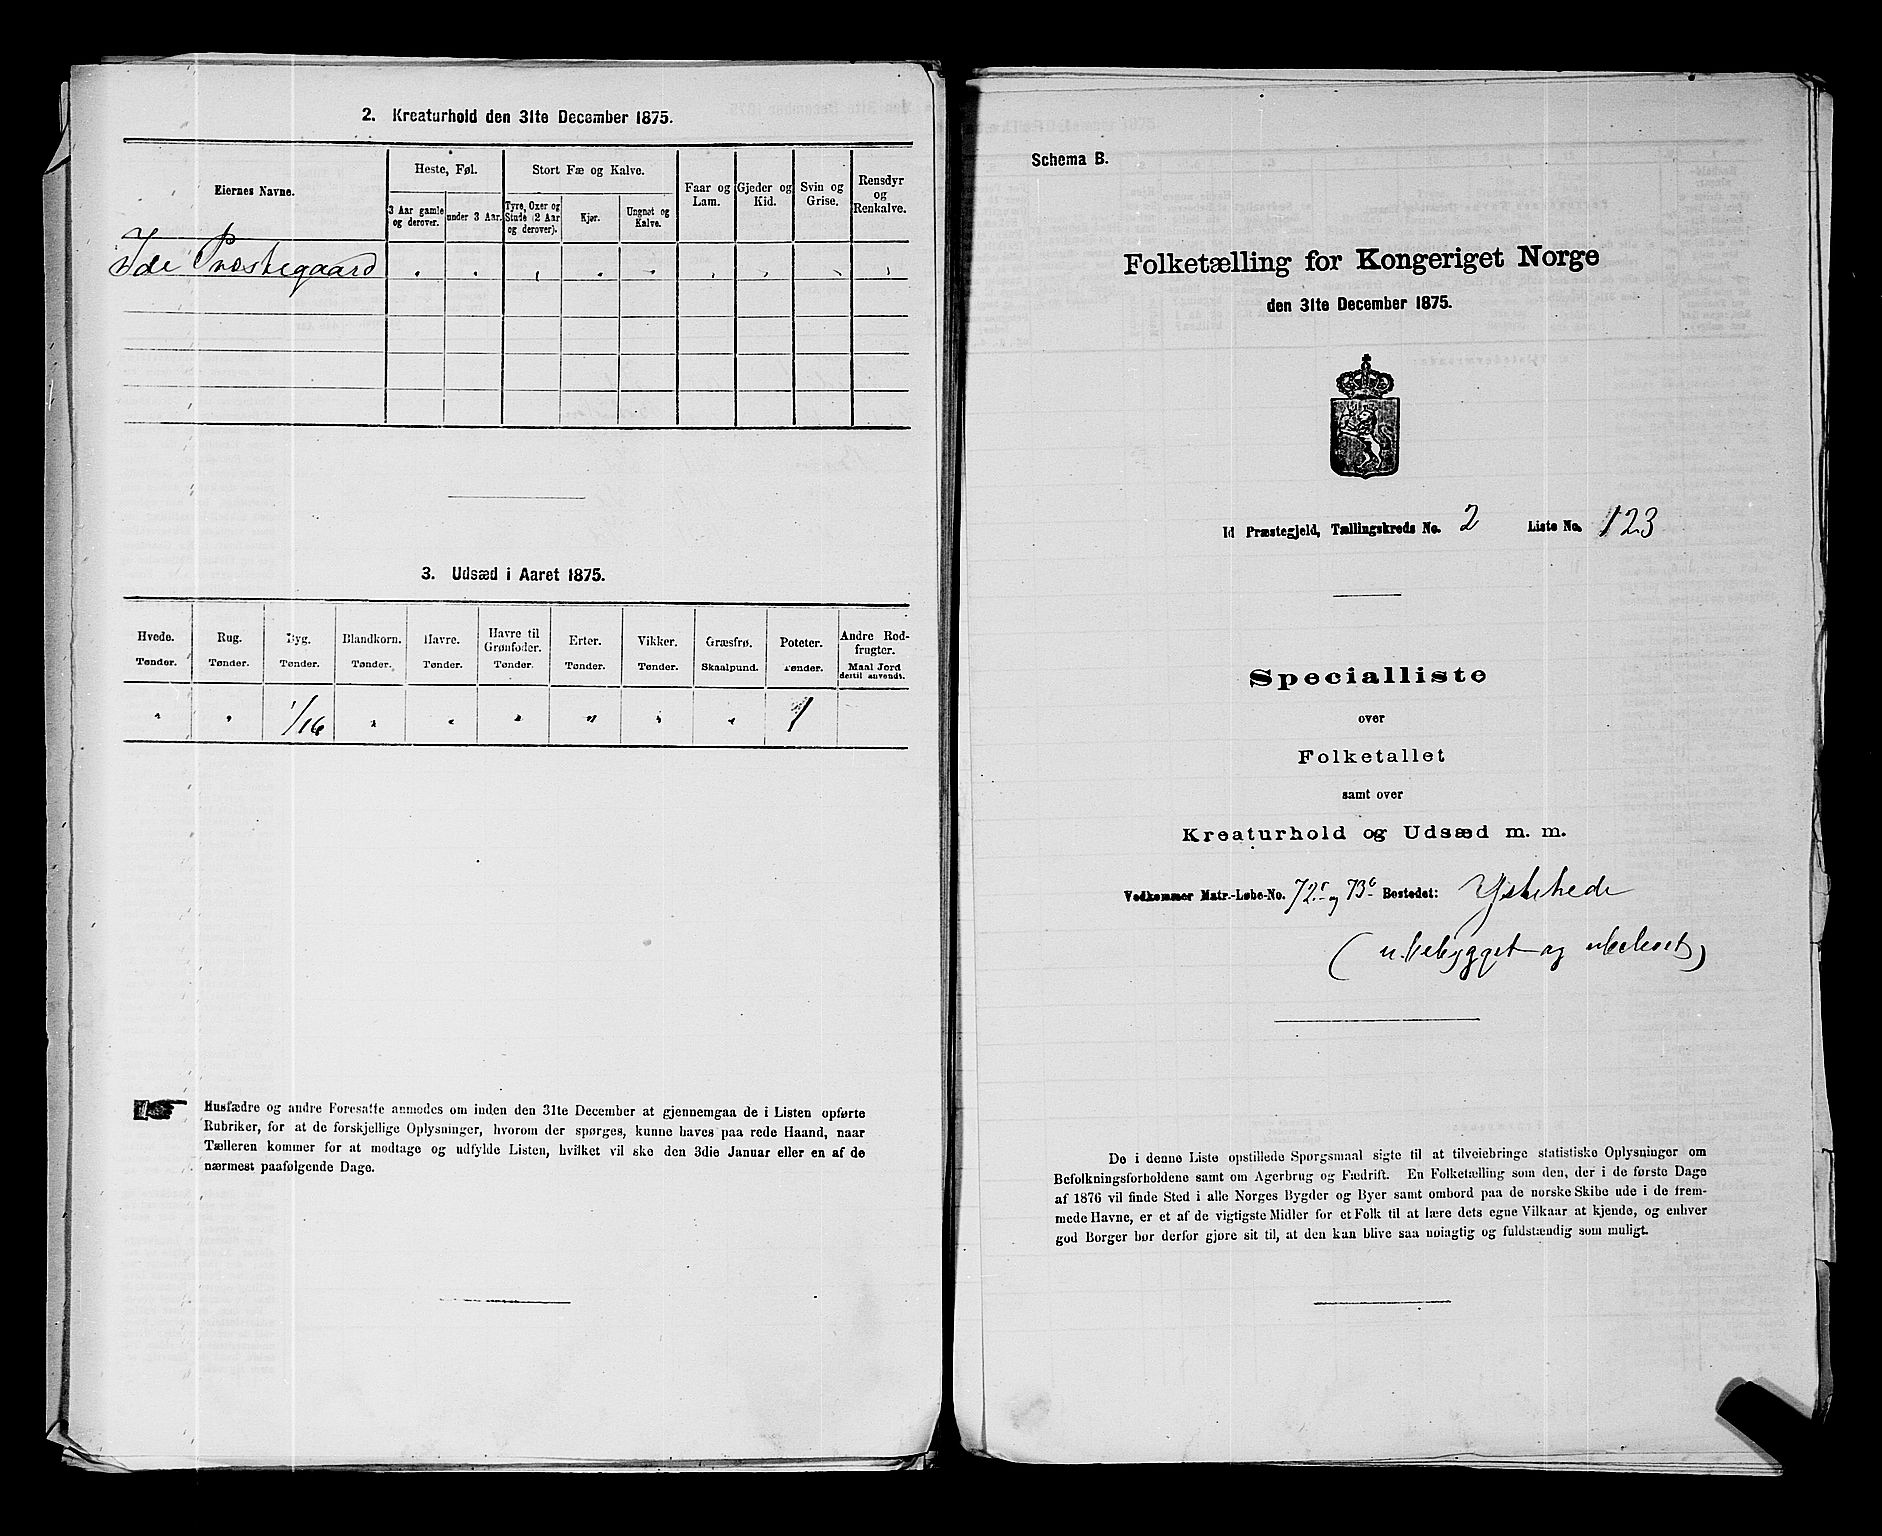 2. Kreaturhold den 31te December 1875.
Eiernes Navne.
Heste, Føl.
Stort Fæ og Kalve.
Faar og Lam.
Gjeder og Kid.
Svin og Grise.
Rensdyr og Renkalve.
3 Aar gamle og derover.
under 3 Aar.
Tyre, Oxer og Stude (2 Aar og derover).
Kjør.
Ungnøt og Kalve.
Ide Præstegaard
3. Udsæd i Aaret 1875.
Hvede. Rug. Byg. Blandkorn. Havre. Havre til Grønfoder. Erter. Vikker. Græsfrø. Poteter. Andre Rodfrugter.
Tønder. Tønder. Tønder. Tønder. Tønder. Tønder. Tønder. Tønder. Skaalpund. Tønder. Maal Jord dertil anvendt.
" " 1/16 " " " " " " 1
Husfædre og andre Foresatte anmodes om inden den 31te December at gjennemgaa de i Listen opførte
Rubriker, for at de forskjellige Oplysninger, hvorom der spørges, kunne haves paa rede Haand, naar
Tælleren kommer for at modtage og udfylde Listen, hvilket vil ske den 3die Januar eller en af de
nærmest paafølgende Dage.
Schema B.
Folketælling for Kongeriget Norge
den 31te December 1875.
Id Præstegjeld, Tællingskreds No. 2 Liste No. 123
Specialliste
over
Folketallet
samt over
Kreaturhold og Udsæd m. m.
Vedkommer Matr.-Løbe-No. 72c og 73c Bostedet: Ystehede
(ubebygget og ubeboet)
De i denne Liste opstillede Spørgsmaal sigte til at tilveiebringe statistiske Oplysninger om
Befolkningsforholdene samt om Agerbrug og Fædrift. En Folketælling som den, der i de første Dage
af 1876 vil finde Sted i alle Norges Bygder og Byer samt ombord paa de norske Skibe ude i de frem-
mede Havne, er et af de vigtigste Midler for et Folk til at lære dets egne Vilkaar at kjende, og enhver
god Borger bør derfor gjøre sit til, at den kan blive saa nøiagtig og fuldstændig som muligt.